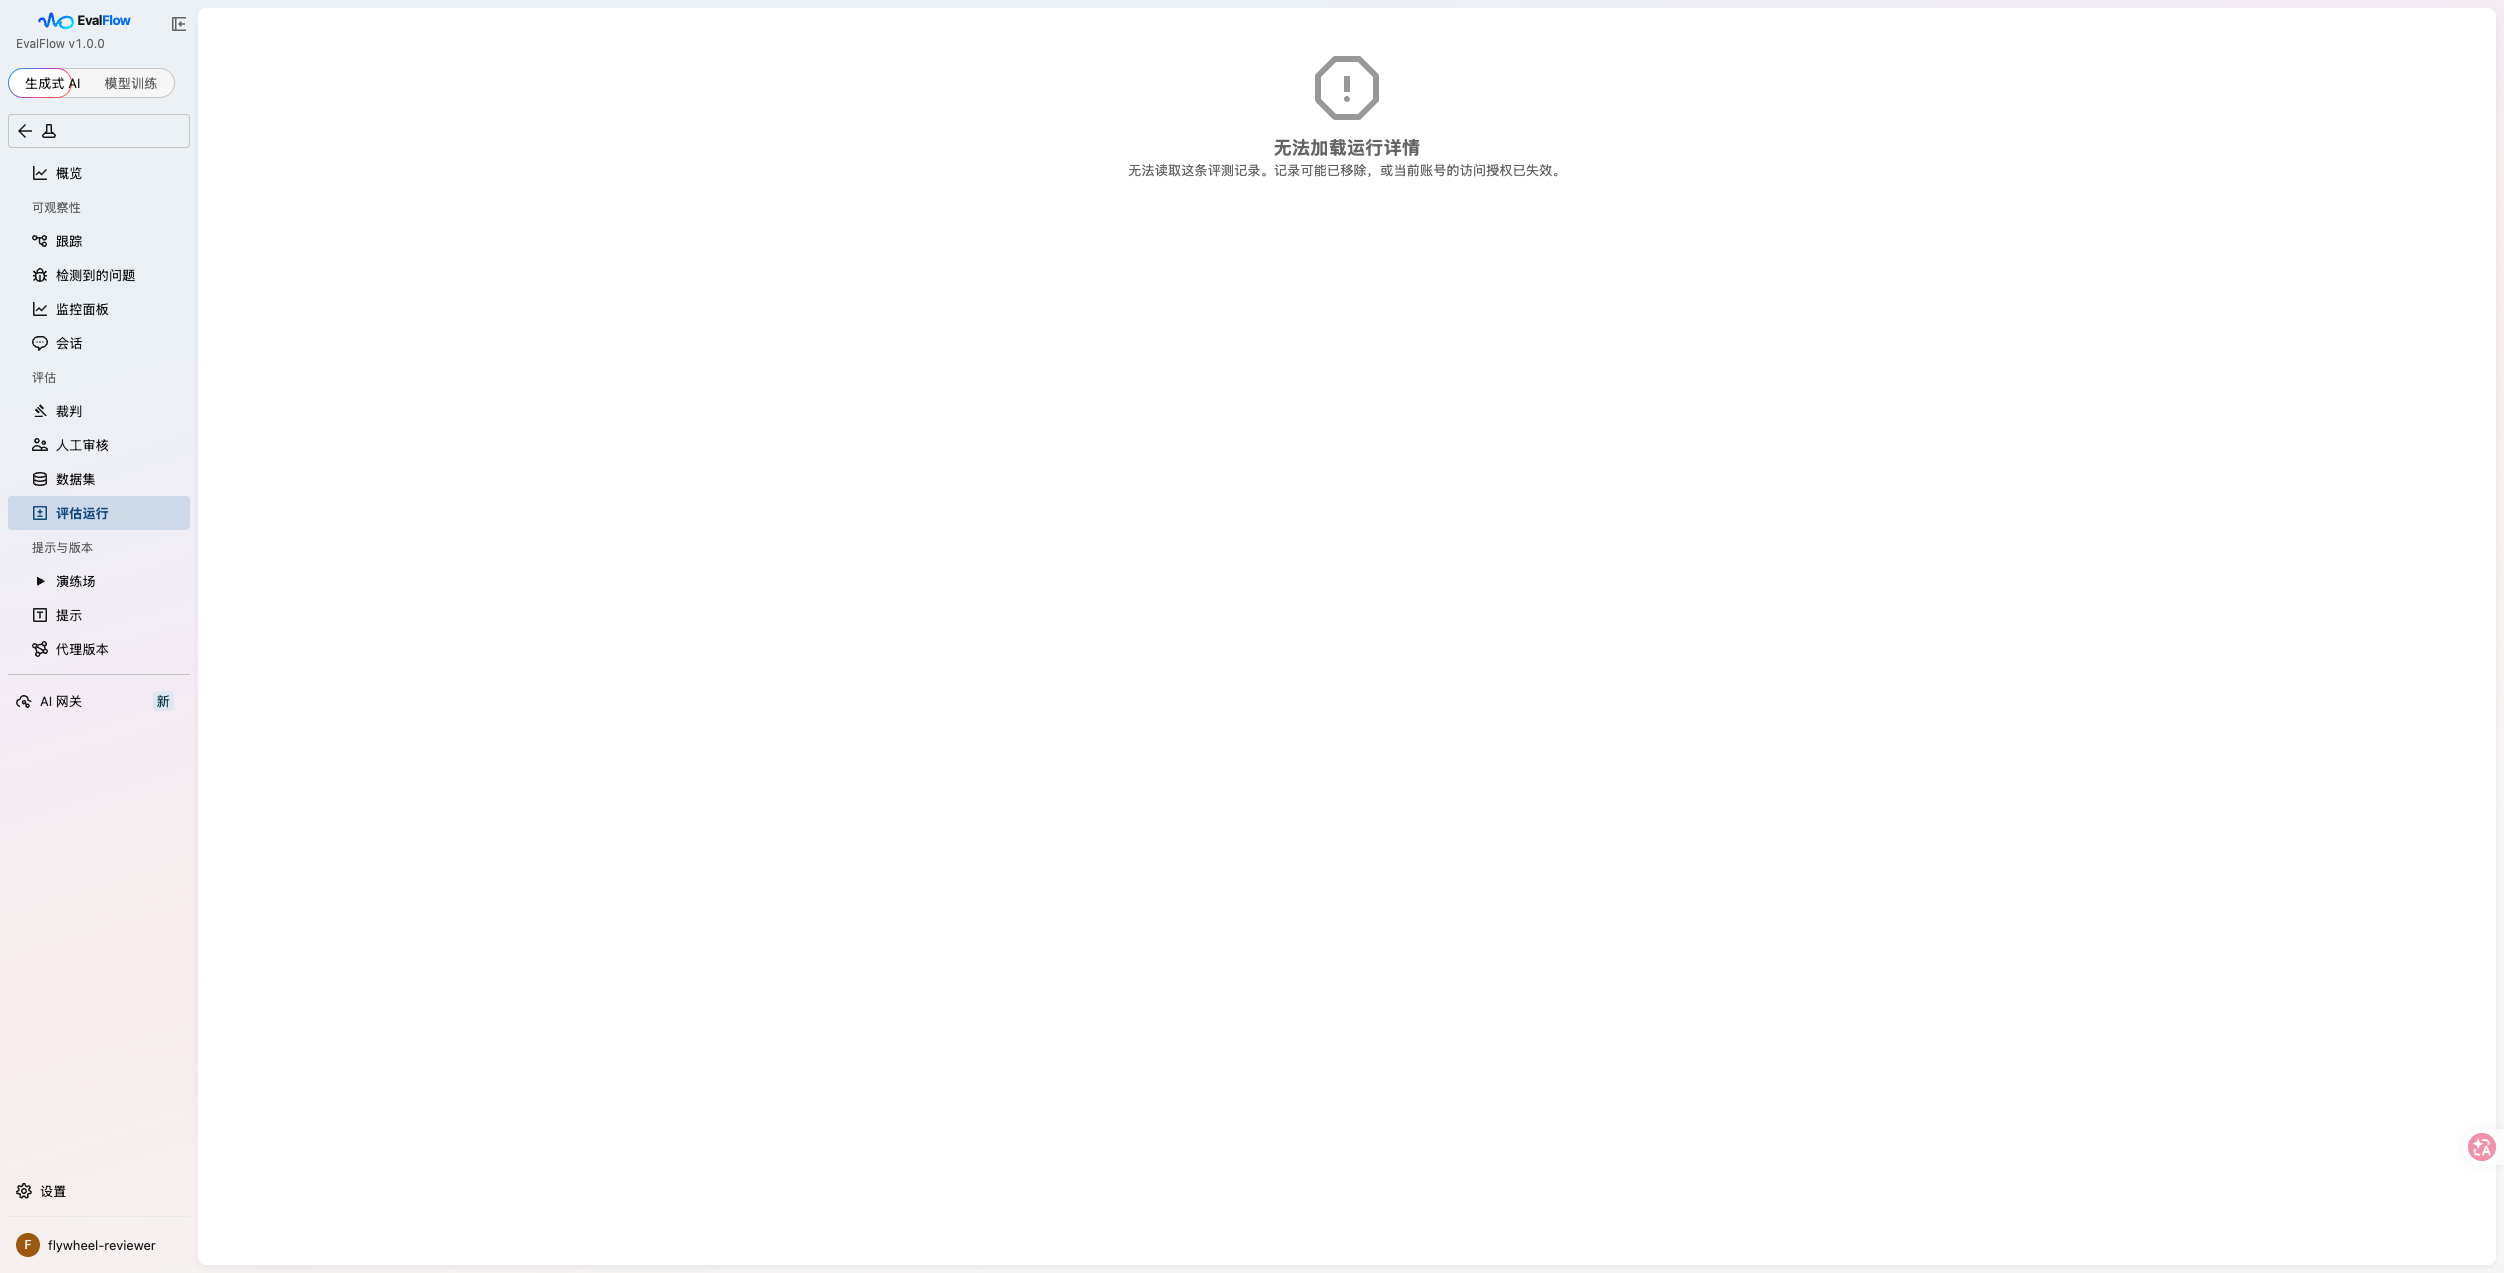 EvalFlow
EvalFlow v1.0.0
生成式 AI
模型训练
概览
可观察性
跟踪
检测到的问题
监控面板
会话
评估
裁判
人工审核
数据集
评估运行
提示与版本
演练场
提示
代理版本
AI 网关
新
设置
F
flywheel-reviewer
无法加载运行详情
无法读取这条评测记录。记录可能已移除，或当前账号的访问授权已失效。